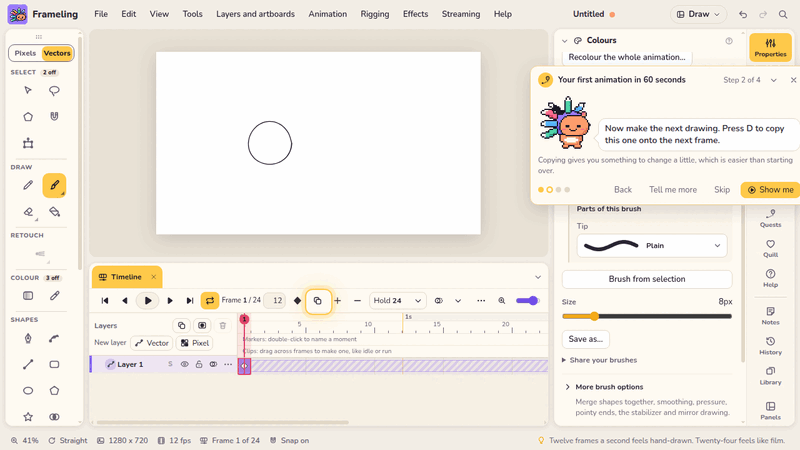 Frameling
File Edit View Tools Layers and artboards Animation Rigging Effects Streaming Help
Untitled
Draw
Pixels Vectors
SELECT 2 off
DRAW
RETOUCH
COLOUR 3 off
SHAPES
Colours
Recolour the whole animation...
Properties
Your first animation in 60 seconds
Step 2 of 4
Now make the next drawing. Press D to copy
this one onto the next frame.
Copying gives you something to change a little, which is easier than starting
over.
Back Tell me more Skip Show me
Parts of this brush
Tip
Plain
Brush from selection
Size 8px
Save as...
Share your brushes
More brush options
Merge shapes together, smoothing, pressure,
pointy ends, the stabilizer and mirror drawing.
Quests
Quill
Help
Notes
History
Library
Panels
Timeline
Frame 1 / 24 12 Hold 24
Layers
1 5 10 1s 15 20
New layer Vector Pixel
Markers: double-click to name a moment
Clips: drag across frames to make one, like idle or run
Layer 1 5
41% Straight 1280 x 720 12 fps Frame 1 of 24 Snap on
Twelve frames a second feels hand-drawn. Twenty-four feels like film.